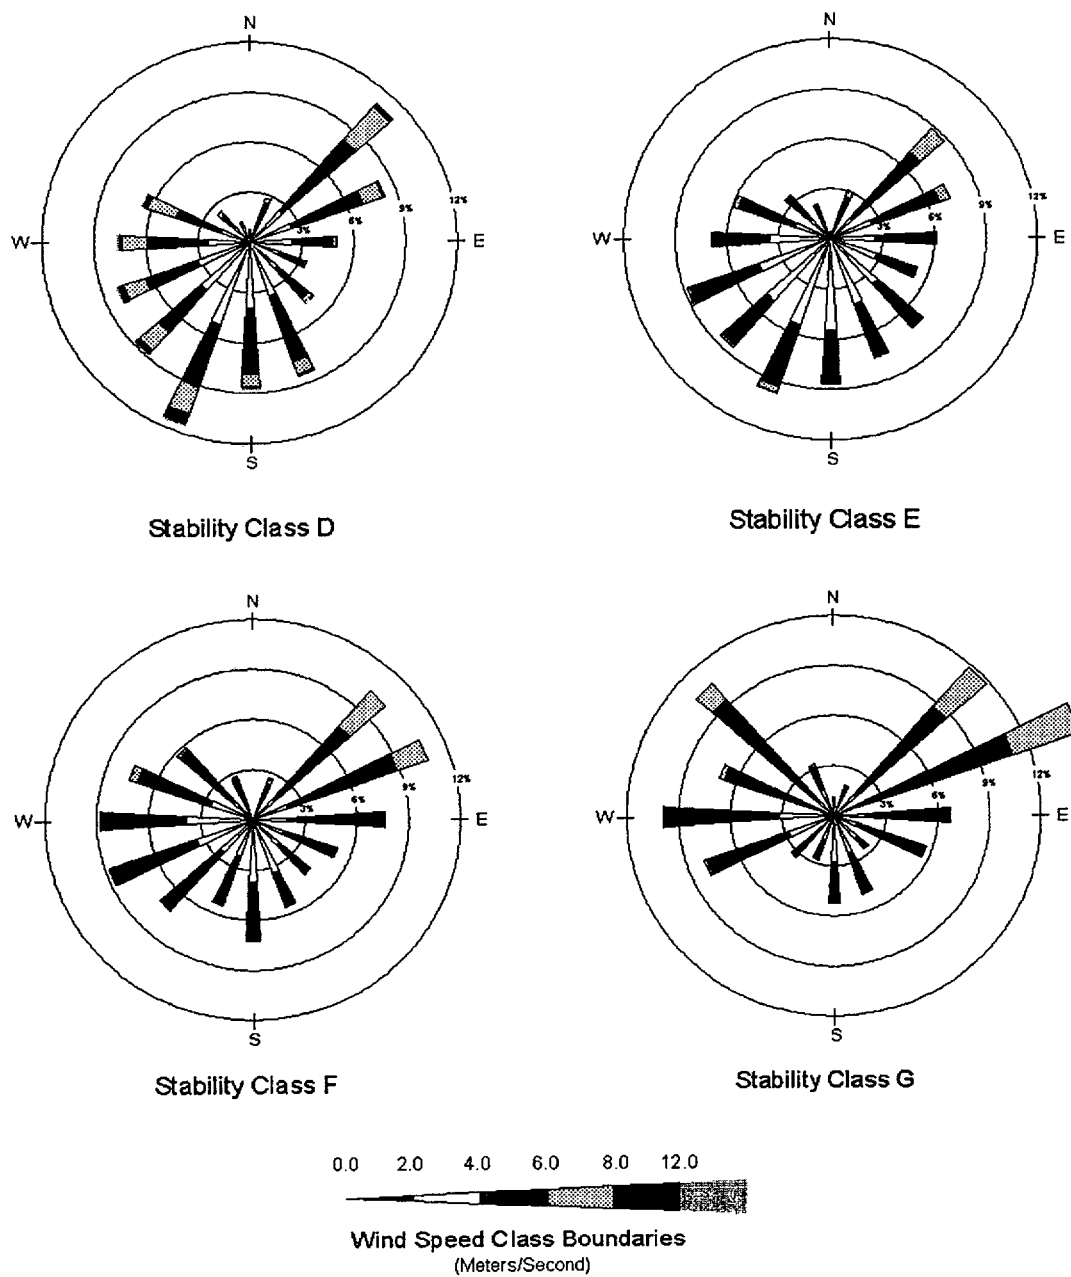 N
N
12%
9%
6%
3%
W
E
S
12%
9%
6%
3%
W
E
S
Stability Class D
Stability Class E
N
N
12%
9%
6%
3%
W
E
S
12%
9%
6%
3%
W
E
S
Stability Class F
Stability Class G
0.0 2.0 4.0 6.0 8.0 12.0
Wind Speed Class Boundaries
(Meters/Second)